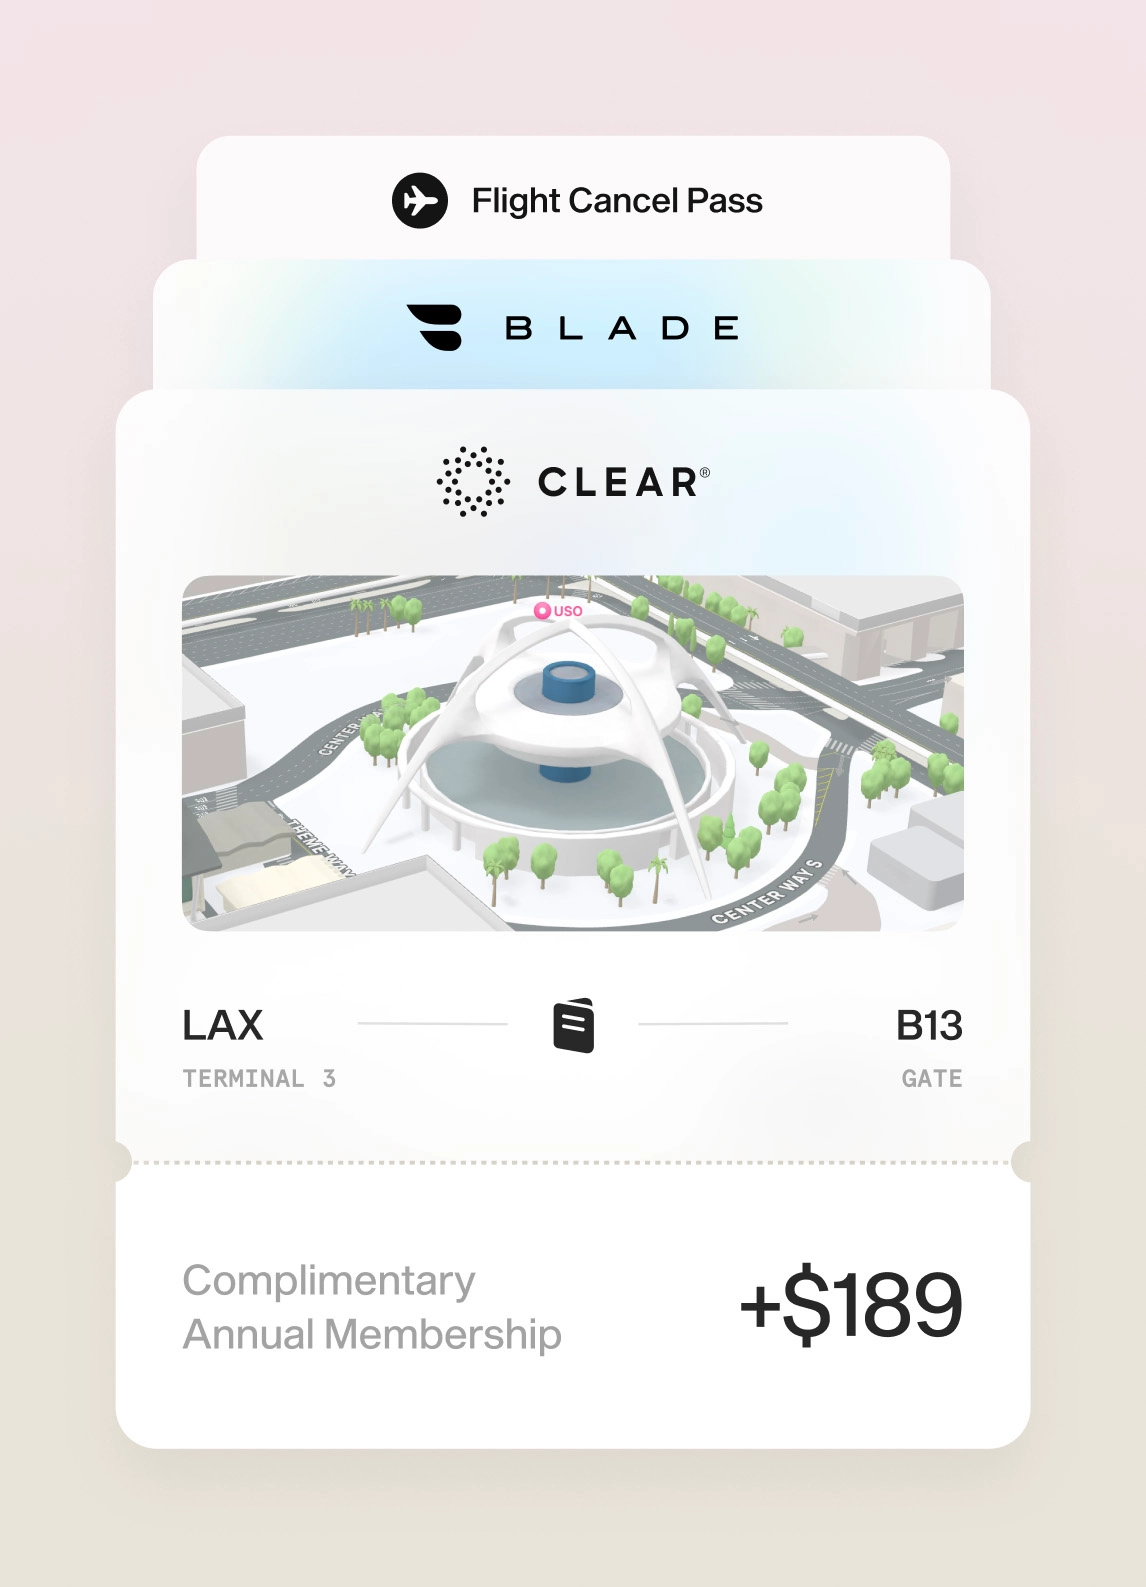 Flight Cancel Pass
BLADE
CLEAR®
USO
CENTER WAY
THEME WAY
CENTER WAY S
LAX
B13
TERMINAL 3
GATE
Complimentary
Annual Membership
+$189